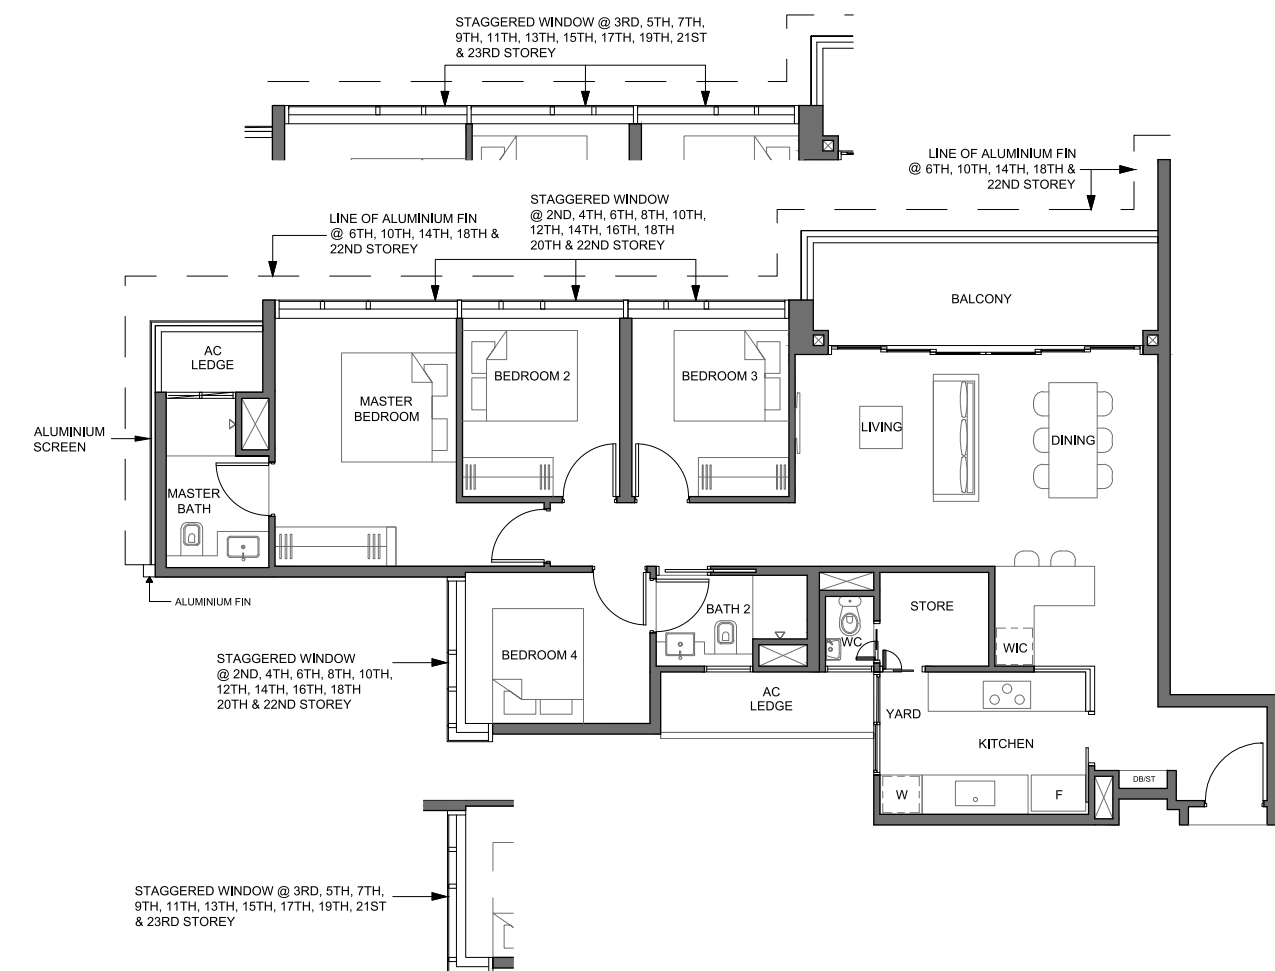 STAGGERED WINDOW @ 3RD, 5TH, 7TH,
9TH, 11TH, 13TH, 15TH, 17TH, 19TH, 21ST
& 23RD STOREY
LINE OF ALUMINIUM FIN
@ 6TH, 10TH, 14TH, 18TH &
22ND STOREY
STAGGERED WINDOW
@ 2ND, 4TH, 6TH, 8TH, 10TH,
12TH, 14TH, 16TH, 18TH
20TH & 22ND STOREY
LINE OF ALUMINIUM FIN
@ 6TH, 10TH, 14TH, 18TH &
22ND STOREY
BALCONY
AC
LEDGE
MASTER
BEDROOM
BEDROOM 2
BEDROOM 3
LIVING
DINING
ALUMINIUM
SCREEN
MASTER
BATH
ALUMINIUM FIN
BATH 2
STORE
WC
WIC
BEDROOM 4
STAGGERED WINDOW
@ 2ND, 4TH, 6TH, 8TH, 10TH,
12TH, 14TH, 16TH, 18TH
20TH & 22ND STOREY
AC
LEDGE
YARD
KITCHEN
DB/ST
W
F
STAGGERED WINDOW @ 3RD, 5TH, 7TH,
9TH, 11TH, 13TH, 15TH, 17TH, 19TH, 21ST
& 23RD STOREY